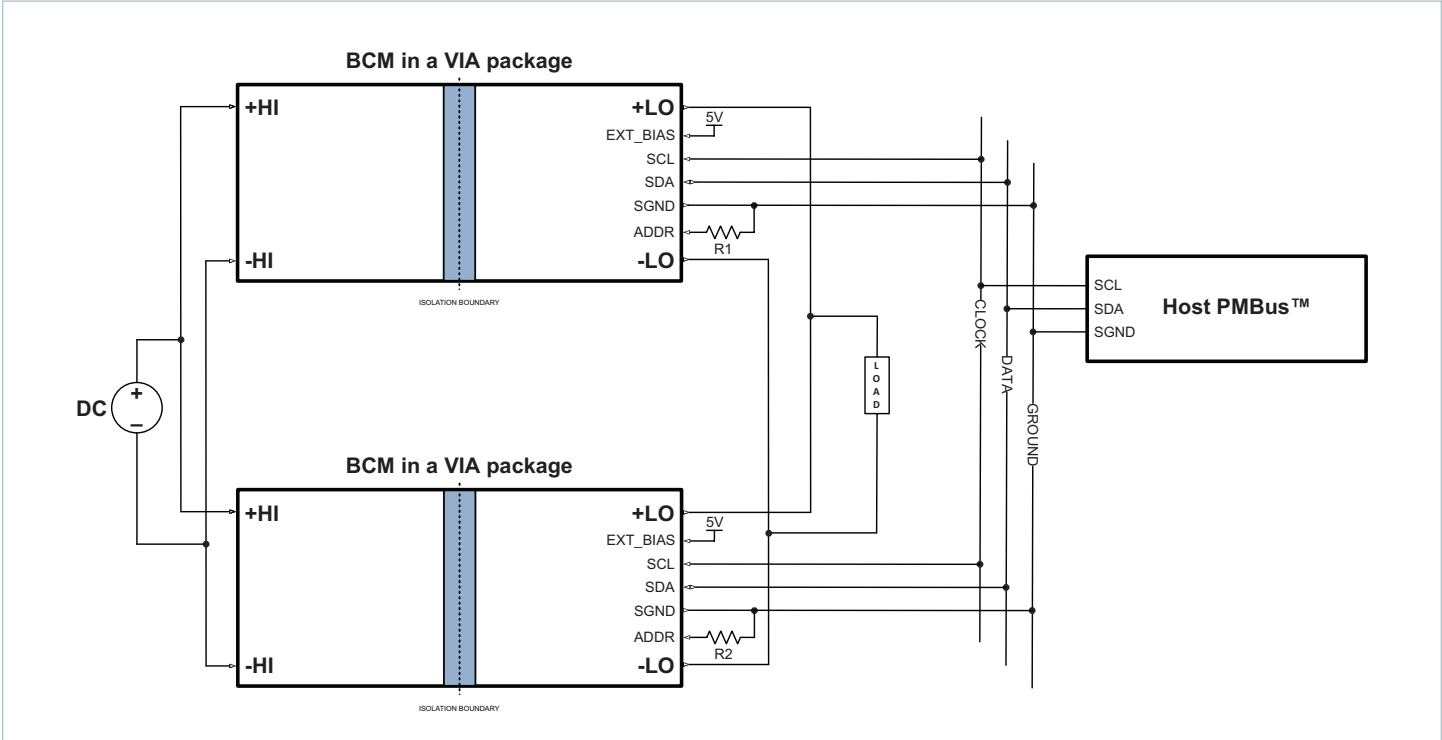 BCM in a VIA package
+HI
-HI
+LO
EXT_BIAS
SCL
SDA
SGND
ADDR
-LO
5V
R1
ISOLATION BOUNDARY
DC
+
–
LOAD
CLOCK
DATA
GROUND
SCL
SDA
SGND
Host PMBus™
BCM in a VIA package
+HI
-HI
+LO
EXT_BIAS
SCL
SDA
SGND
ADDR
-LO
5V
R2
ISOLATION BOUNDARY